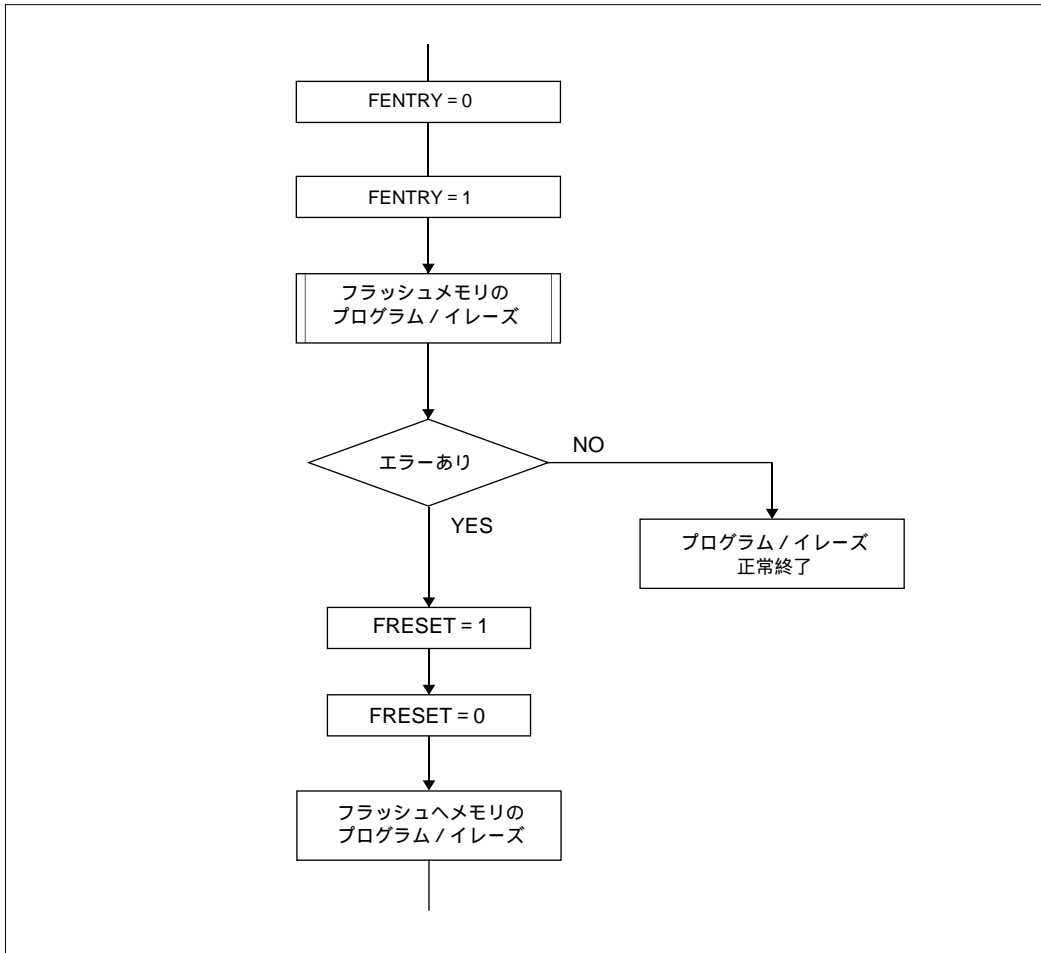 FENTRY = 0
FENTRY = 1
フラッシュメモリの
プログラム / イレーズ
エラーあり
NO
YES
プログラム / イレーズ
正常終了
FRESET = 1
FRESET = 0
フラッシュへメモリの
プログラム / イレーズ